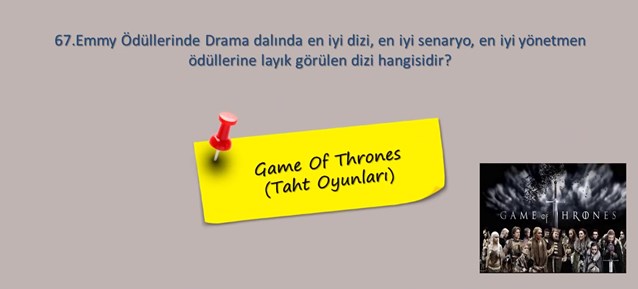 67.Emmy Ödüllerinde Drama dalında en iyi dizi, en iyi senaryo, en iyi yönetmen
ödüllerine layık görülen dizi hangisidir?
Game Of Thrones
(Taht Oyunları)
GAME of THRONES